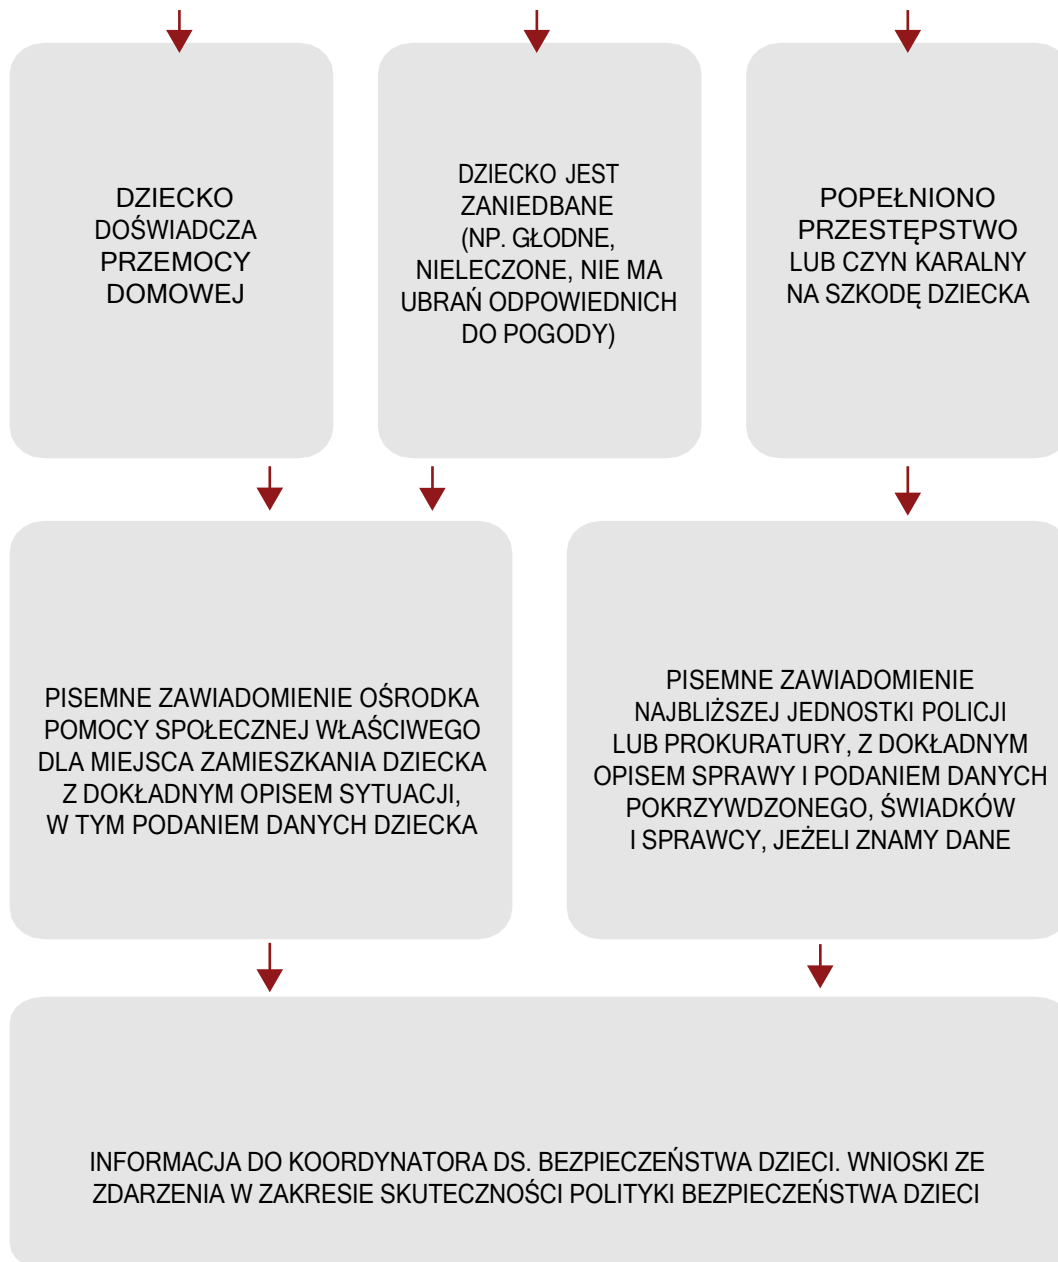 DZIECKO
DOŚWIADCZA
PRZEMOCY
DOMOWEJ
DZIECKO JEST
ZANIEDBANE
(NP. GŁODNE,
NIELECZONE, NIE MA
UBRAŃ ODPOWIEDNICH
DO POGODY)
POPEŁNIONO
PRZESTĘPSTWO
LUB CZYN KARALNY
NA SZKODĘ DZIECKA
PISEMNE ZAWIADOMIENIE OŚRODKA
POMOCY SPOŁECZNEJ WŁAŚCIWEGO
DLA MIEJSCA ZAMIESZKANIA DZIECKA
Z DOKŁADNYM OPISEM SYTUACJI,
W TYM PODANIEM DANYCH DZIECKA
PISEMNE ZAWIADOMIENIE
NAJBLIŻSZEJ JEDNOSTKI POLICJI
LUB PROKURATURY, Z DOKŁADNYM
OPISEM SPRAWY I PODANIEM DANYCH
POKRZYWDZONEGO, ŚWIADKÓW
I SPRAWCY, JEŻELI ZNAMY DANE
INFORMACJA DO KOORDYNATORA DS. BEZPIECZEŃSTWA DZIECI. WNIOSKI ZE
ZDARZENIA W ZAKRESIE SKUTECZNOŚCI POLITYKI BEZPIECZEŃSTWA DZIECI